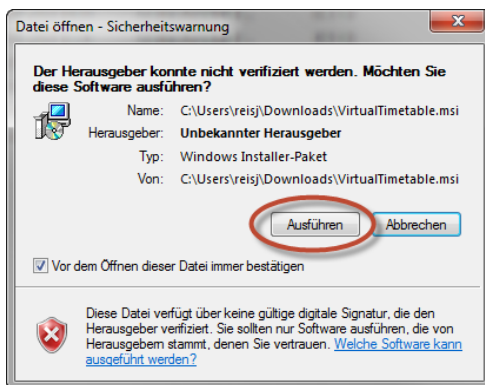 Datei öffnen - Sicherheitswarnung
Der Herausgeber konnte nicht verifiziert werden. Möchten Sie
diese Software ausführen?
Name: C:\Users\reisj\Downloads\VirtualTimetable.msi
Herausgeber: Unbekannter Herausgeber
Typ: Windows Installer-Paket
Von: C:\Users\reisj\Downloads\VirtualTimetable.msi
Ausführen Abbrechen
Vor dem Öffnen dieser Datei immer bestätigen
Diese Datei verfügt über keine gültige digitale Signatur, die den
Herausgeber verifiziert. Sie sollten nur Software ausführen, die von
Herausgebern stammt, denen Sie vertrauen. Welche Software kann
ausgeführt werden?